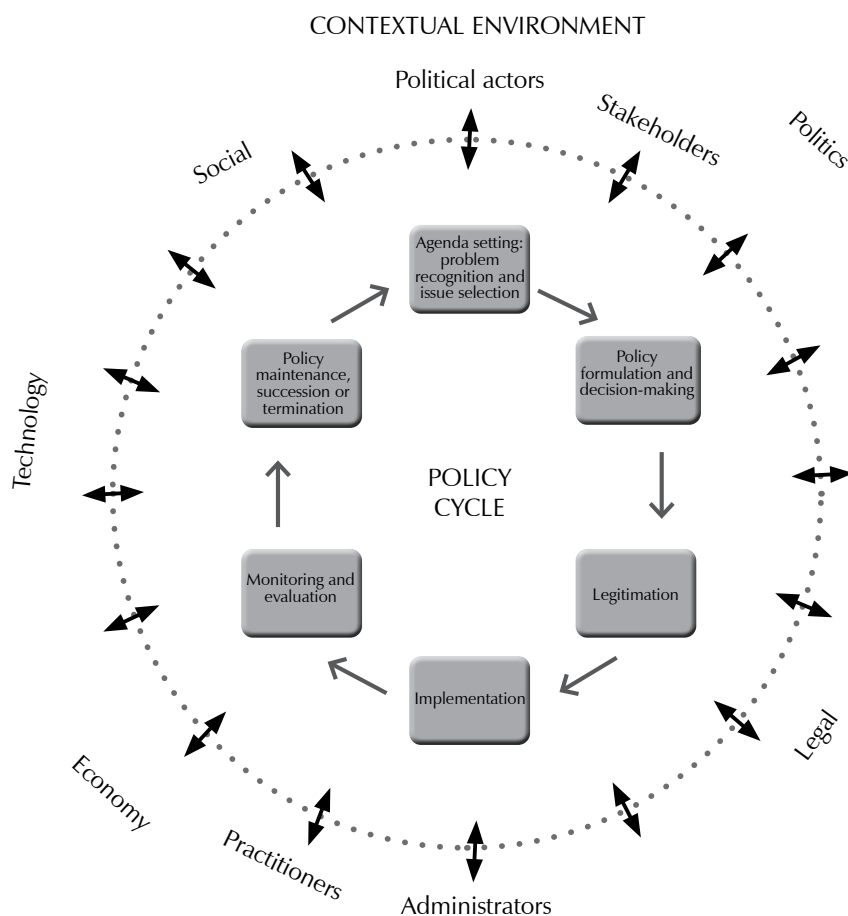 CONTEXTUAL ENVIRONMENT
Political actors
Stakeholders
Politics
Social
Agenda setting:
problem
recognition and
issue selection
Policy
maintenance,
succession or
termination
Policy
formulation and
decision-making
Technology
POLICY
CYCLE
Monitoring and
evaluation
Legitimation
Implementation
Legal
Economy
Practitioners
Administrators